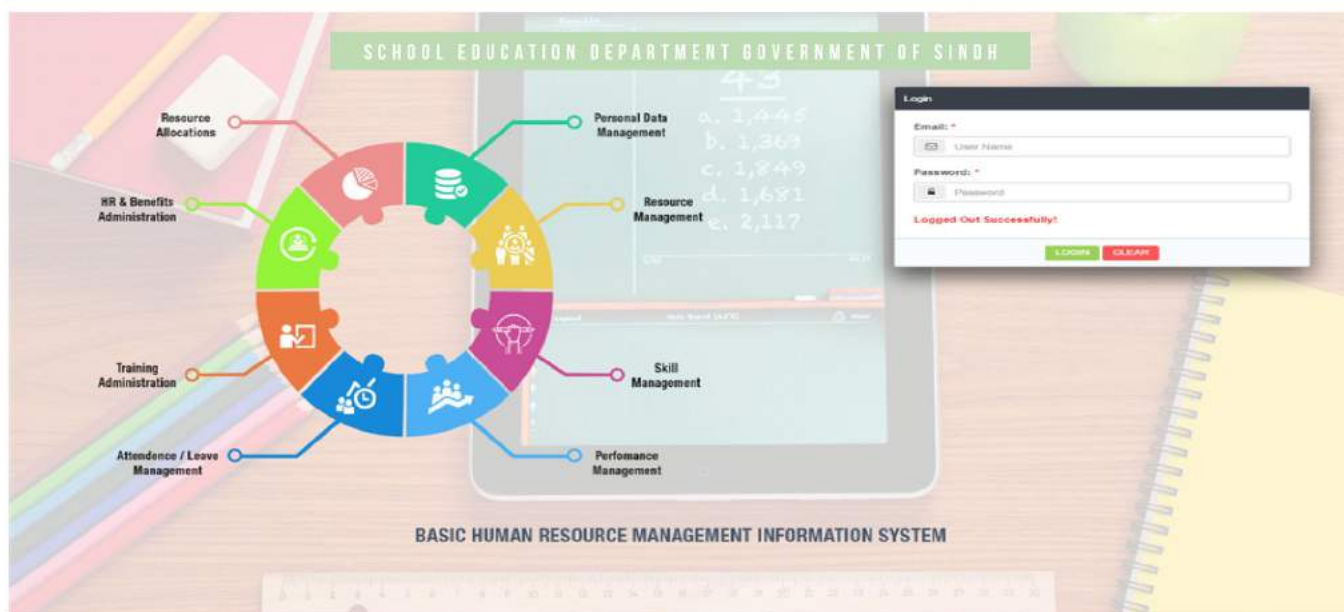 SCHOOL EDUCATION DEPARTMENT GOVERNMENT OF SINDH
Resource
Allocations
Personal Data
Management
HR & Benefits
Administration
Resource
Management
Training
Administration
Skill
Management
Attendence / Leave
Management
Perfomance
Management
BASIC HUMAN RESOURCE MANAGEMENT INFORMATION SYSTEM
Login
Email: *
User Name
Password: *
Password
Logged Out Successfully!
LOGIN CLEAR
43
a. 1,445
b. 1,369
c. 1,849
d. 1,681
e. 2,117